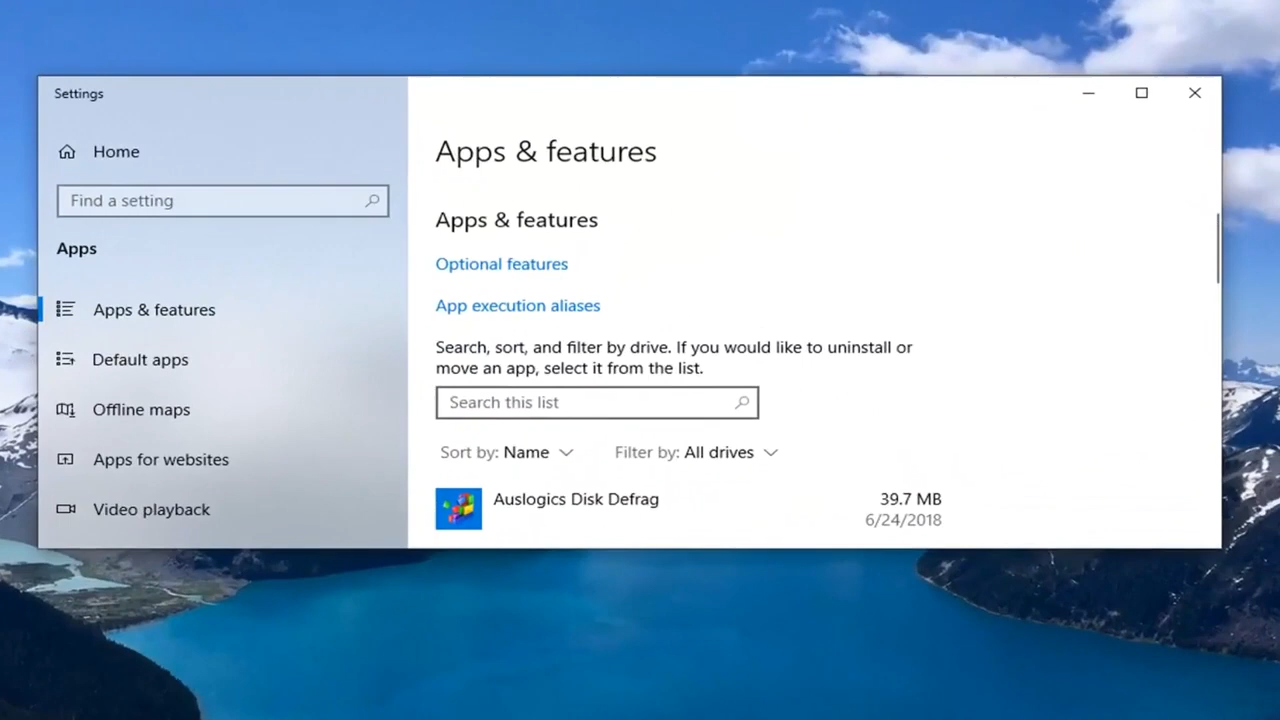 Settings
Home
Find a setting
Apps
Apps & features
Default apps
Offline maps
Apps for websites
Video playback
Apps & features
Apps & features
Optional features
App execution aliases
Search, sort, and filter by drive. If you would like to uninstall or
move an app, select it from the list.
Search this list
Sort by: Name Filter by: All drives
Auslogics Disk Defrag 39.7 MB
6/24/2018